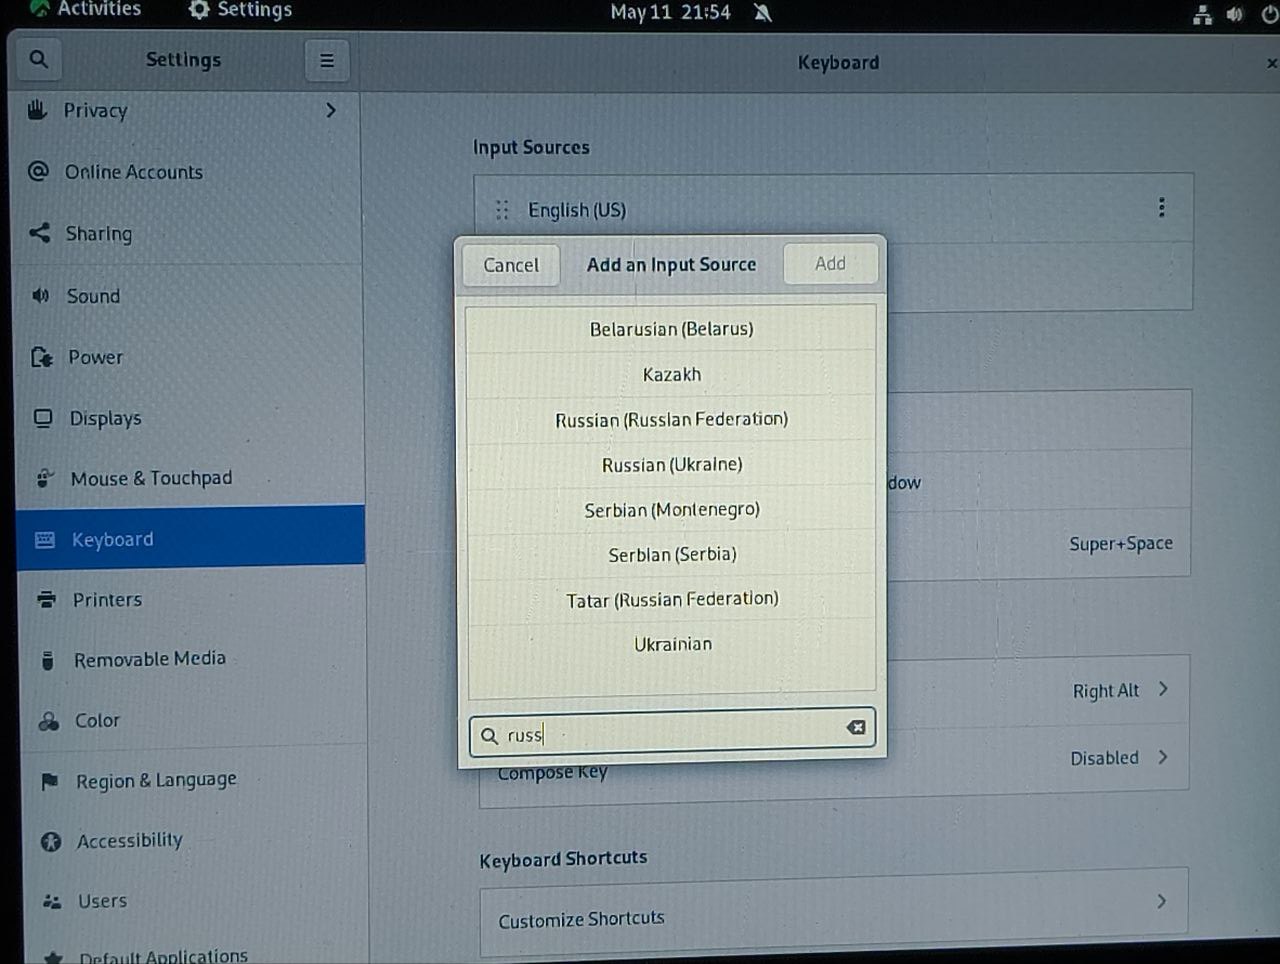 Activities
Settings
May 11 21:54
Settings
Keyboard
Privacy
Online Accounts
Sharing
Sound
Power
Displays
Mouse & Touchpad
Keyboard
Printers
Removable Media
Color
Region & Language
Accessibility
Users
Default Applications
Input Sources
English (US)
Cancel
Add an Input Source
Add
Belarusian (Belarus)
Kazakh
Russian (Russian Federation)
Russian (Ukraine)
Serbian (Montenegro)
Serbian (Serbia)
Tatar (Russian Federation)
Ukrainian
russ
dow
Super+Space
Right Alt
Compose Key
Disabled
Keyboard Shortcuts
Customize Shortcuts